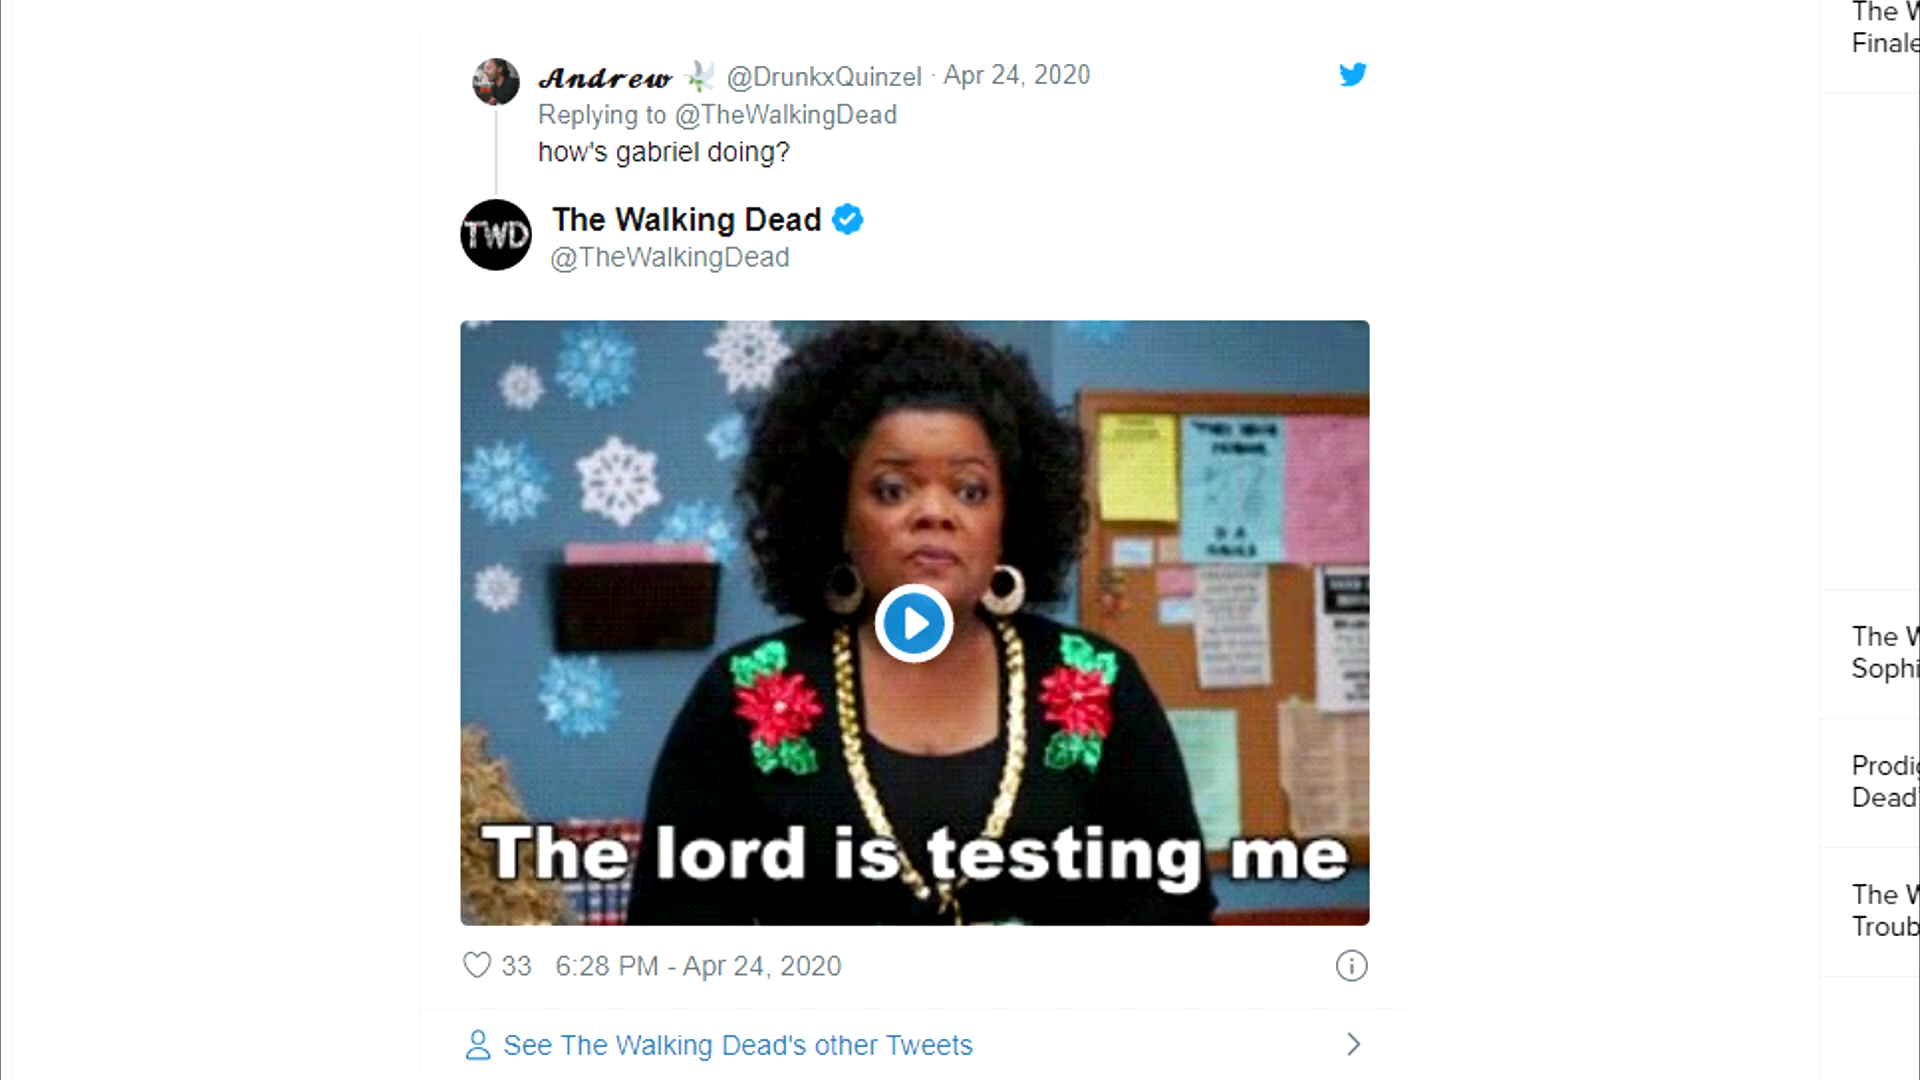 𝓐𝓷𝓭𝓻𝓮𝔀 🕊 @DrunkxQuinzel · Apr 24, 2020
Replying to @TheWalkingDead
how's gabriel doing?
TWD
The Walking Dead
@TheWalkingDead
The lord is testing me
33 6:28 PM - Apr 24, 2020
See The Walking Dead's other Tweets
The
Finale
The
Sophi
Prodi
Dead'
The
Troub